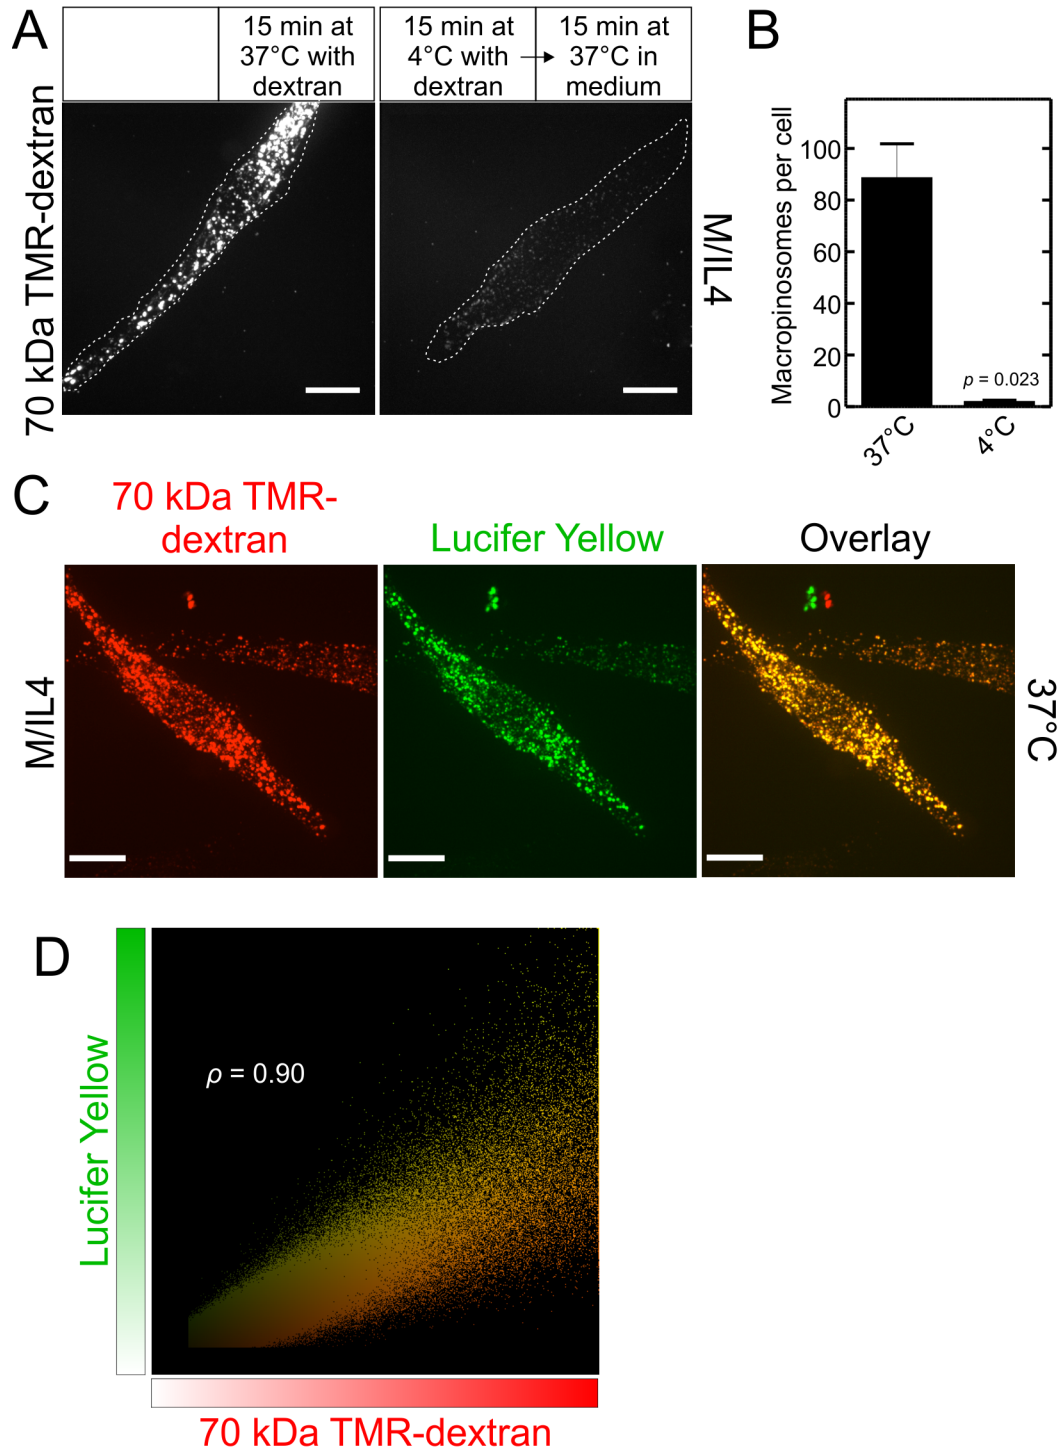 A
15 min at
37°C with
dextran
15 min at
4°C with
dextran
15 min at
37°C in
medium
70 kDa TMR-dextran
M/IL4
B
Macropinosomes per cell
100
80
60
40
20
0
p = 0.023
37°C
4°C
C
70 kDa TMR-
dextran
Lucifer Yellow
Overlay
M/IL4
37°C
D
Lucifer Yellow
ρ = 0.90
70 kDa TMR-dextran